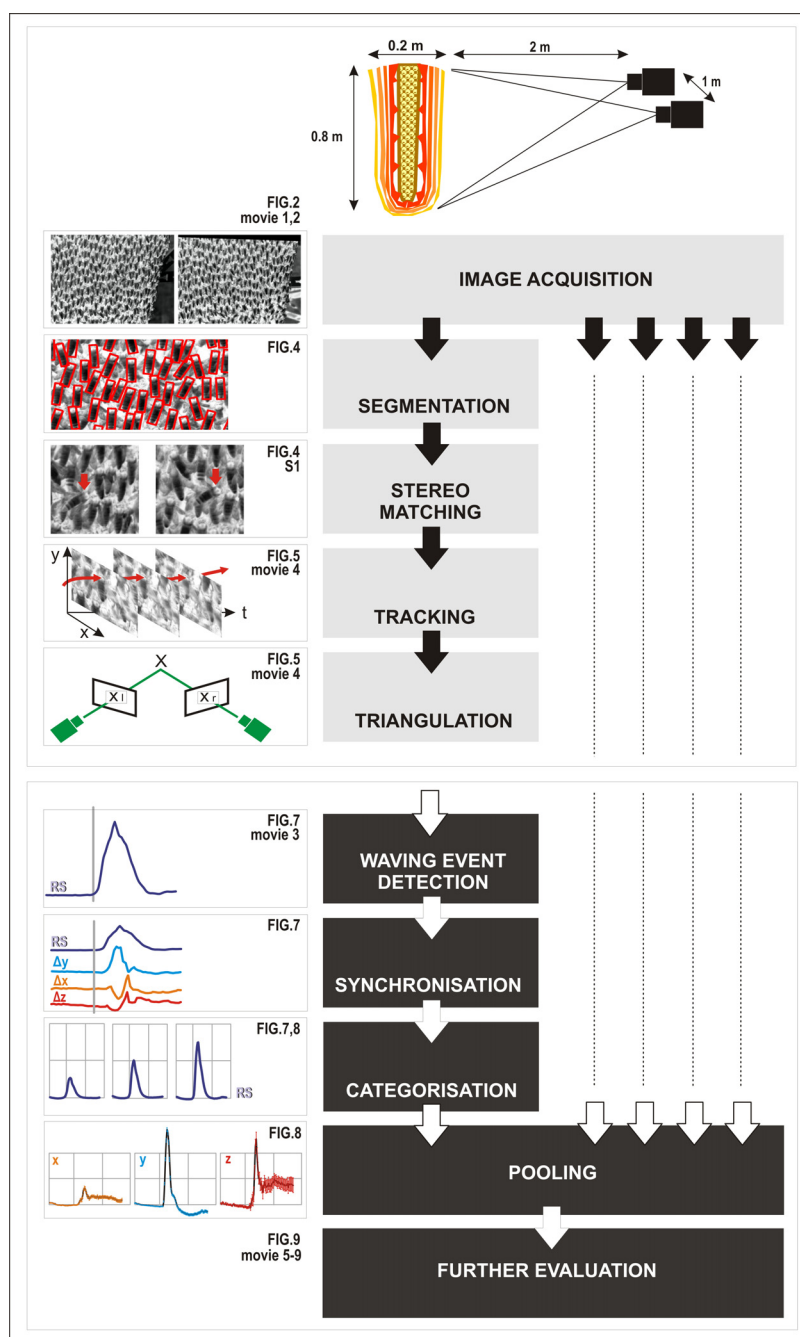 0.2 m
2 m
1 m
0.8 m
FIG.2
movie 1,2
IMAGE ACQUISITION
FIG.4
SEGMENTATION
FIG.4
S1
STEREO
MATCHING
FIG.5
movie 4
y
t
x
TRACKING
FIG.5
movie 4
X
X l
X r
TRIANGULATION
FIG.7
movie 3
RS
WAVING EVENT
DETECTION
FIG.7
RS
Δy
Δx
Δz
SYNCHRONISATION
FIG.7,8
RS
CATEGORISATION
FIG.8
x
y
z
POOLING
FIG.9
movie 5-9
FURTHER EVALUATION